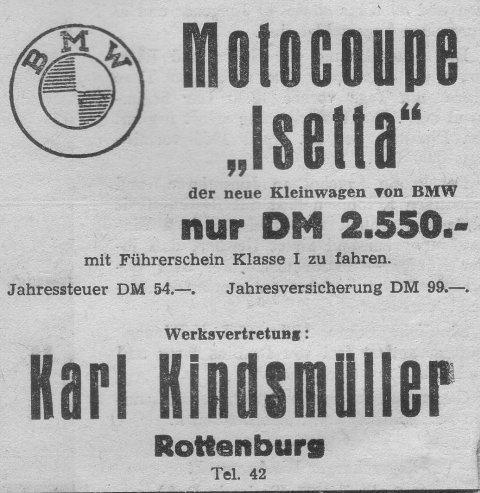 BMW
Motocoupe
„Isetta“
der neue Kleinwagen von BMW
nur DM 2.550.-
mit Führerschein Klasse I zu fahren.
Jahressteuer DM 54.—. Jahresversicherung DM 99.—.
Werksvertretung:
Karl Kindsmüller
Rottenburg
Tel. 42